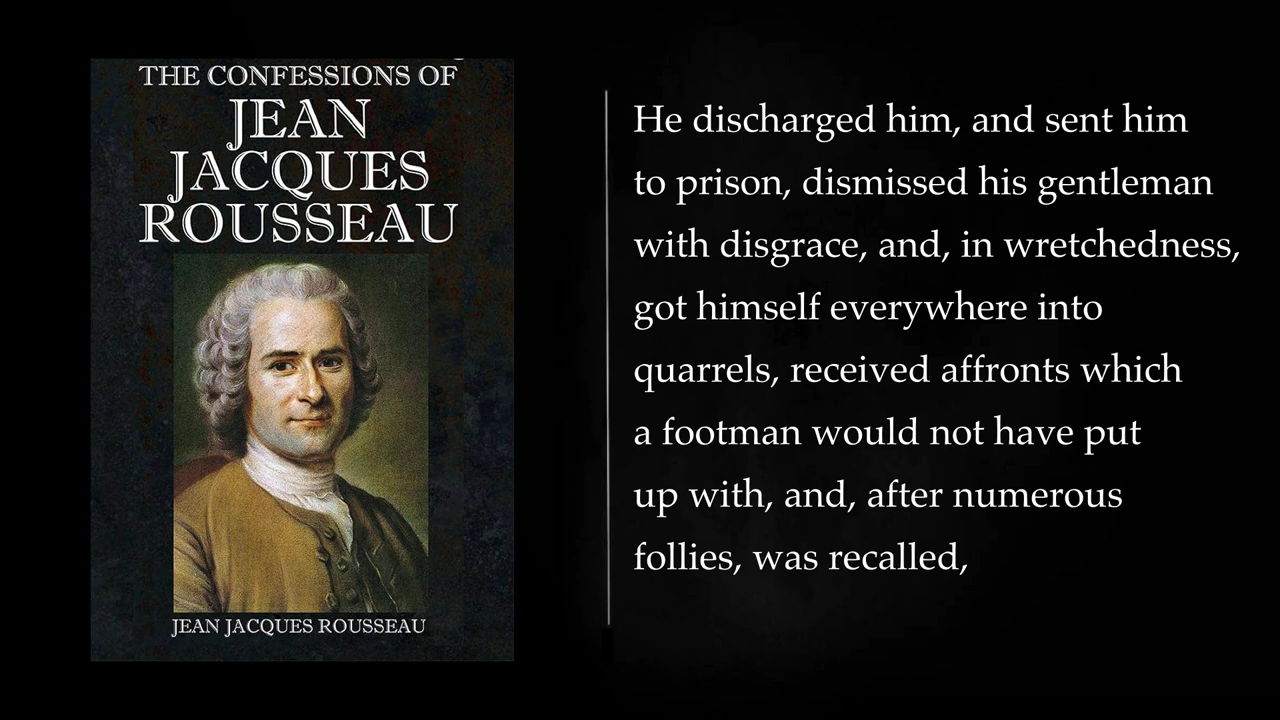 THE CONFESSIONS OF
JEAN
JACQUES
ROUSSEAU
JEAN JACQUES ROUSSEAU
He discharged him, and sent him
to prison, dismissed his gentleman
with disgrace, and, in wretchedness,
got himself everywhere into
quarrels, received affronts which
a footman would not have put
up with, and, after numerous
follies, was recalled,